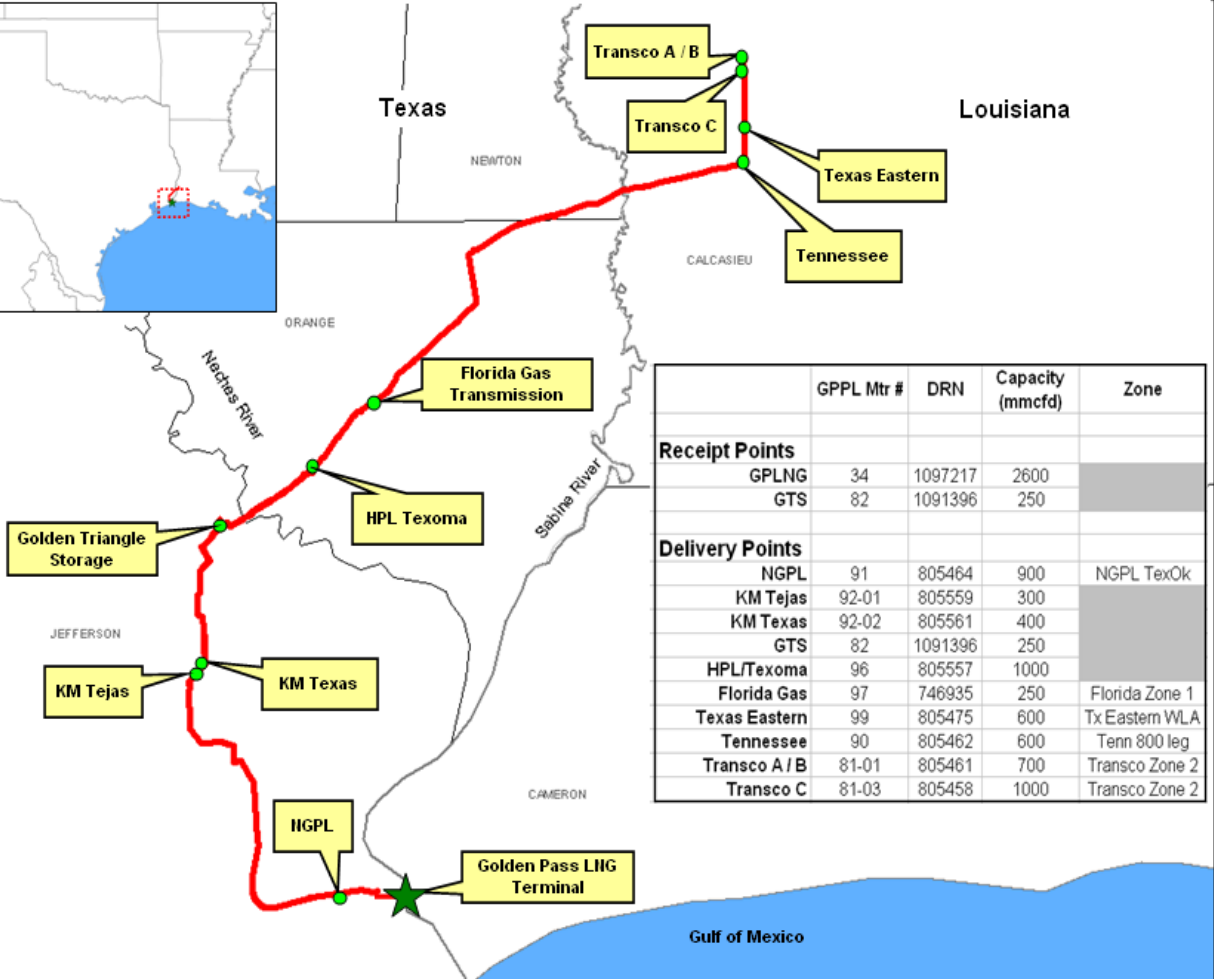 Transco A / B
Texas
Louisiana
Transco C
NEWTON
Texas Eastern
Tennessee
CALCASIEU
ORANGE
Neches River
Florida Gas
Transmission
HPL Texoma
Sabine River
Golden Triangle
Storage
JEFFERSON
KM Tejas
KM Texas
CAMERON
NGPL
Golden Pass LNG
Terminal
Gulf of Mexico
GPPL Mtr # DRN Capacity (mmcfd) Zone
Receipt Points
GPLNG 34 1097217 2600
GTS 82 1091396 250
Delivery Points
NGPL 91 805464 900 NGPL TexOk
KM Tejas 92-01 805559 300
KM Texas 92-02 805561 400
GTS 82 1091396 250
HPL/Texoma 96 805557 1000
Florida Gas 97 746935 250 Florida Zone 1
Texas Eastern 99 805475 600 Tx Eastern WLA
Tennessee 90 805462 600 Tenn 800 leg
Transco A / B 81-01 805461 700 Transco Zone 2
Transco C 81-03 805458 1000 Transco Zone 2